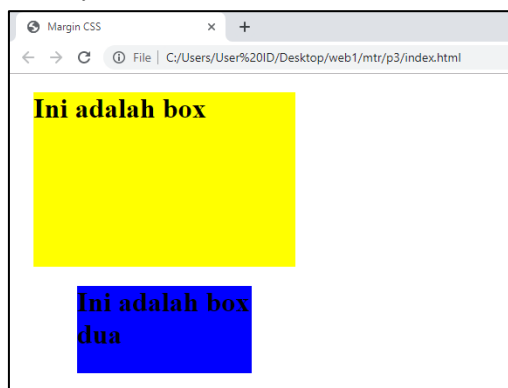 Margin CSS
File | C:/Users/User%20ID/Desktop/web1/mtr/p3/index.html
Ini adalah box
Ini adalah box
dua